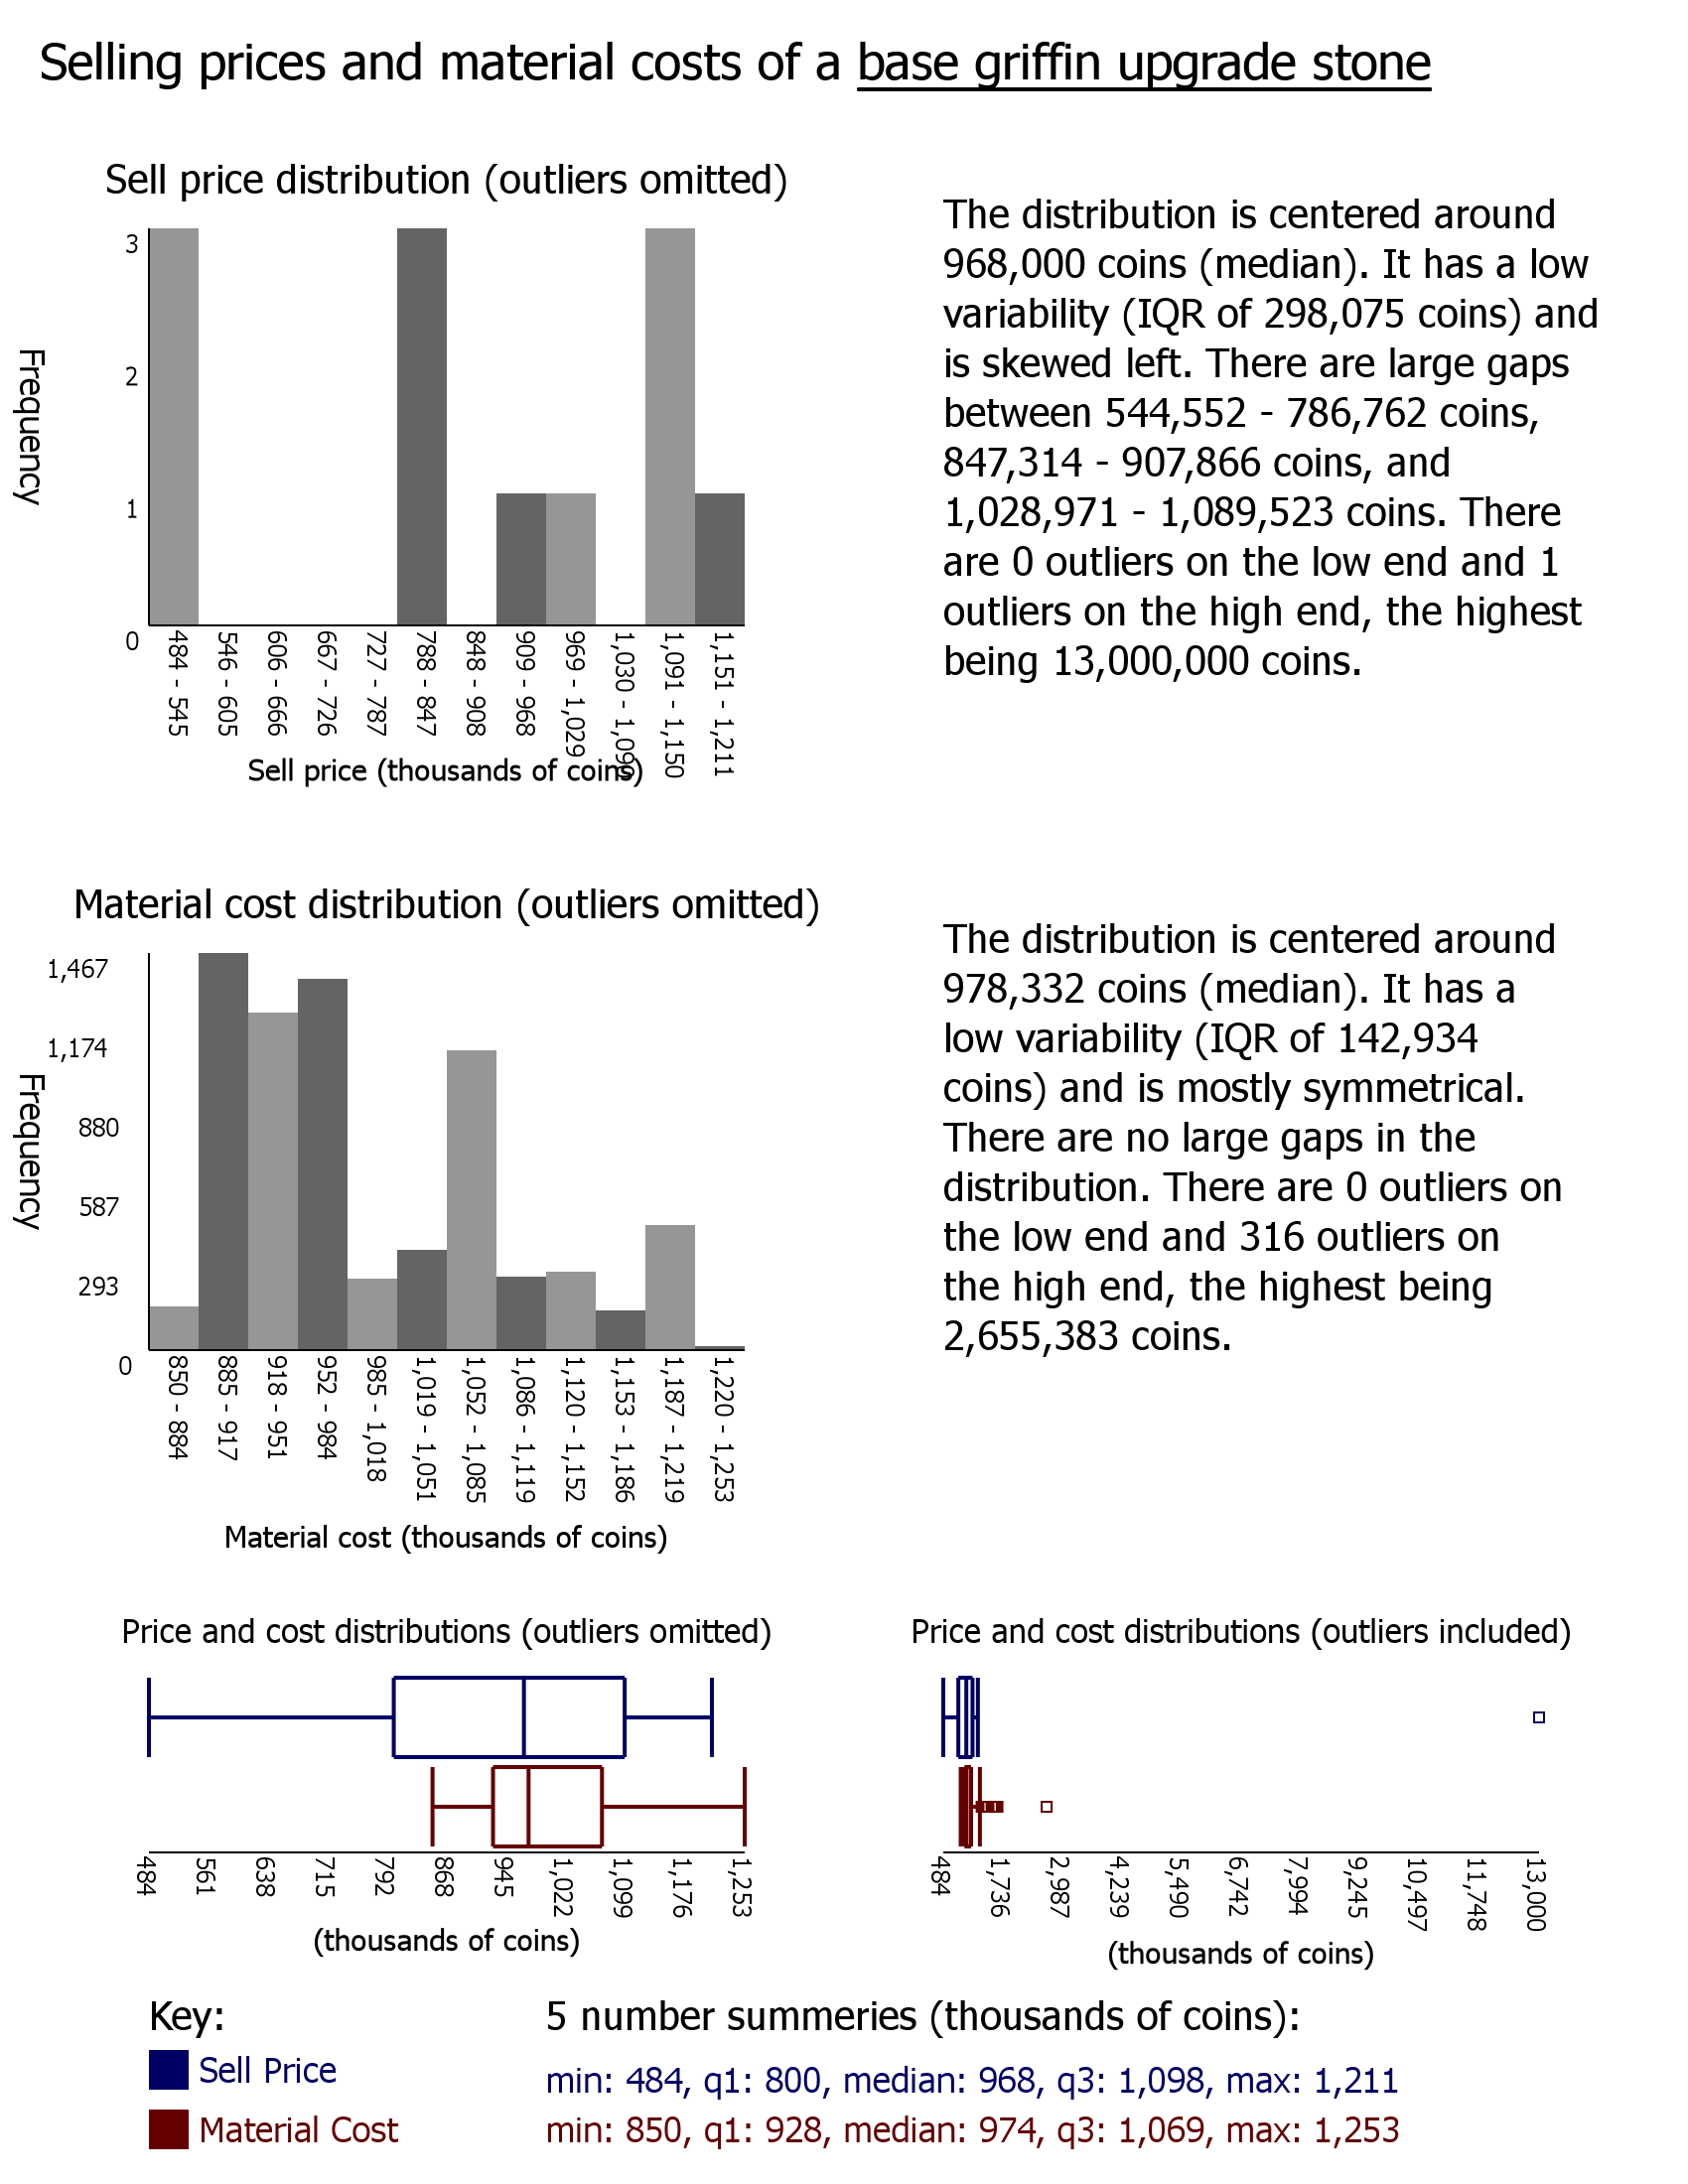 Selling prices and material costs of a base griffin upgrade stone
Sell price distribution (outliers omitted)
3
2
1
0
Frequency
484 - 545
546 - 605
606 - 666
667 - 726
727 - 787
788 - 847
848 - 908
909 - 968
969 - 1,029
1,030 - 1,090
1,091 - 1,150
1,151 - 1,211
Sell price (thousands of coins)
The distribution is centered around
968,000 coins (median). It has a low
variability (IQR of 298,075 coins) and
is skewed left. There are large gaps
between 544,552 - 786,762 coins,
847,314 - 907,866 coins, and
1,028,971 - 1,089,523 coins. There
are 0 outliers on the low end and 1
outliers on the high end, the highest
being 13,000,000 coins.
Material cost distribution (outliers omitted)
1,467
1,174
880
587
293
0
Frequency
850 - 884
885 - 917
918 - 951
952 - 984
985 - 1,018
1,019 - 1,051
1,052 - 1,085
1,086 - 1,119
1,120 - 1,152
1,153 - 1,186
1,187 - 1,219
1,220 - 1,253
Material cost (thousands of coins)
The distribution is centered around
978,332 coins (median). It has a
low variability (IQR of 142,934
coins) and is mostly symmetrical.
There are no large gaps in the
distribution. There are 0 outliers on
the low end and 316 outliers on
the high end, the highest being
2,655,383 coins.
Price and cost distributions (outliers omitted)
484
561
638
715
792
868
945
1,022
1,099
1,176
1,253
(thousands of coins)
Price and cost distributions (outliers included)
484
1,736
2,987
4,239
5,490
6,742
7,994
9,245
10,497
11,748
13,000
(thousands of coins)
Key:
Sell Price
Material Cost
5 number summeries (thousands of coins):
min: 484, q1: 800, median: 968, q3: 1,098, max: 1,211
min: 850, q1: 928, median: 974, q3: 1,069, max: 1,253